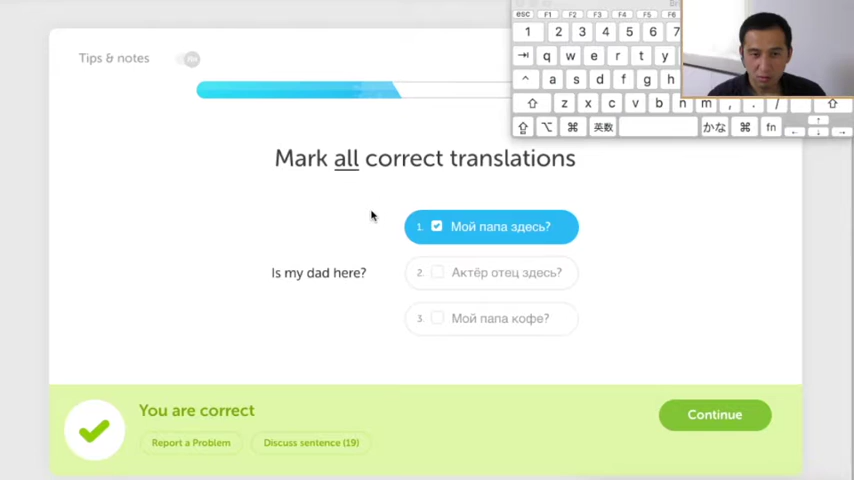 esc F1 F2 F3 F4 F5 F6
1 2 3 4 5 6 7
q w e r t y
^ a s d f g h
z x c v b n m , . /
⌥ ⌘ 英数 かな ⌘ fn
Tips & notes
Mark all correct translations
Is my dad here?
1. Мой папа здесь?
2. Актёр отец здесь?
3. Мой папа кофе?
You are correct
Report a Problem Discuss sentence (19)
Continue